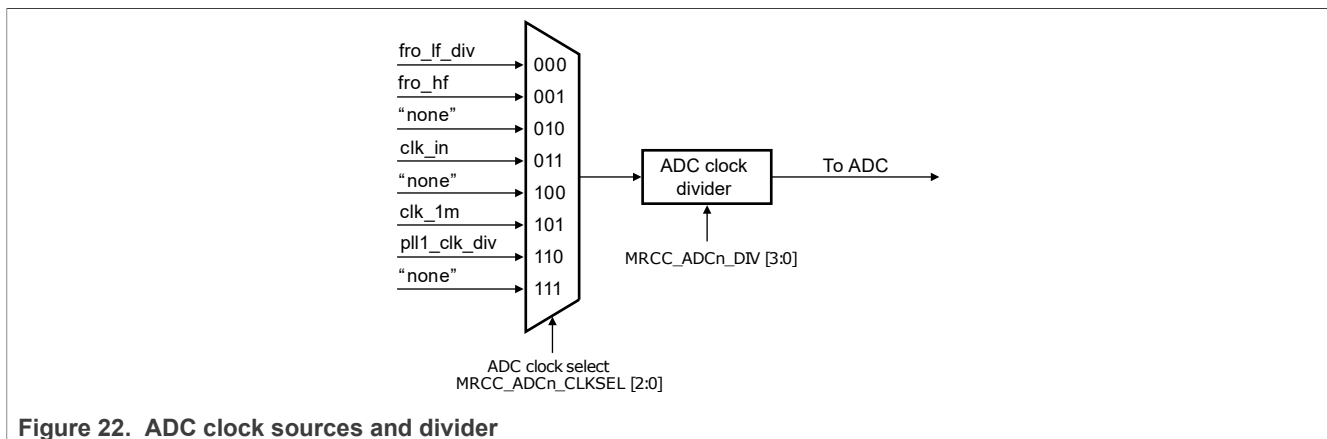 fro_lf_div
000
fro_hf
001
"none"
010
clk_in
011
"none"
100
clk_1m
101
pll1_clk_div
110
"none"
111
ADC clock
divider
To ADC
MRCC_ADCn_DIV [3:0]
ADC clock select
MRCC_ADCn_CLKSEL [2:0]
Figure 22. ADC clock sources and divider